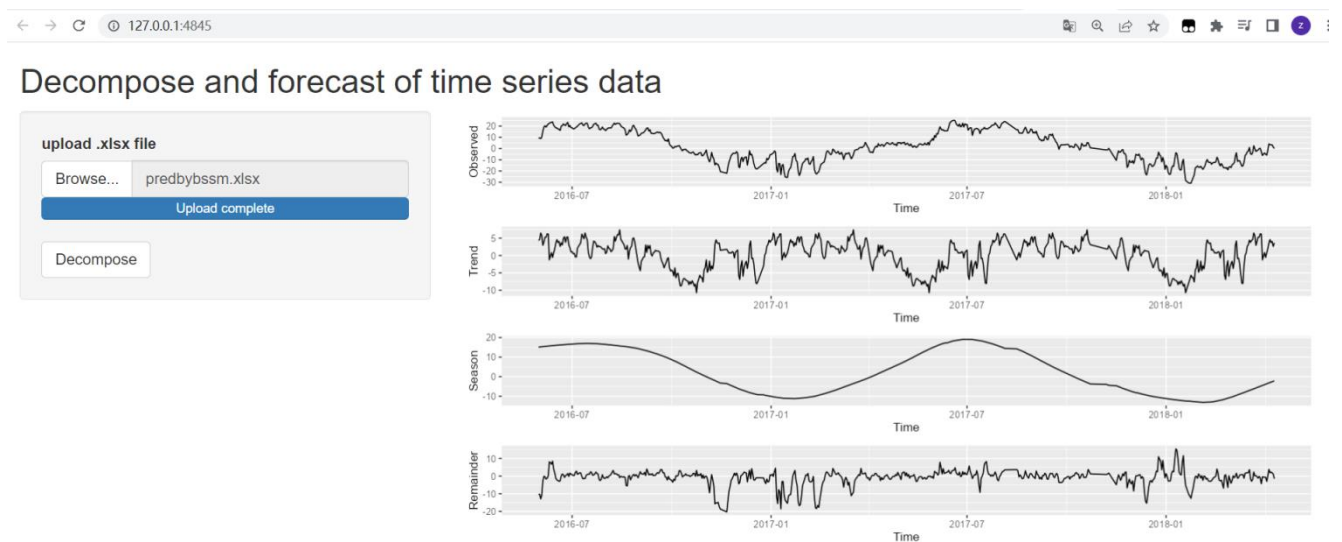 127.0.0.1:4845
z
Decompose and forecast of time series data
upload .xlsx file
Browse... predbybssm.xlsx
Upload complete
Decompose
Observed
20
10
0
-10
-20
-30
2016-07 2017-01 2017-07 2018-01
Time
Trend
5
0
-5
-10
2016-07 2017-01 2017-07 2018-01
Time
Season
20
10
0
-10
2016-07 2017-01 2017-07 2018-01
Time
Remainder
10
0
-10
-20
2016-07 2017-01 2017-07 2018-01
Time